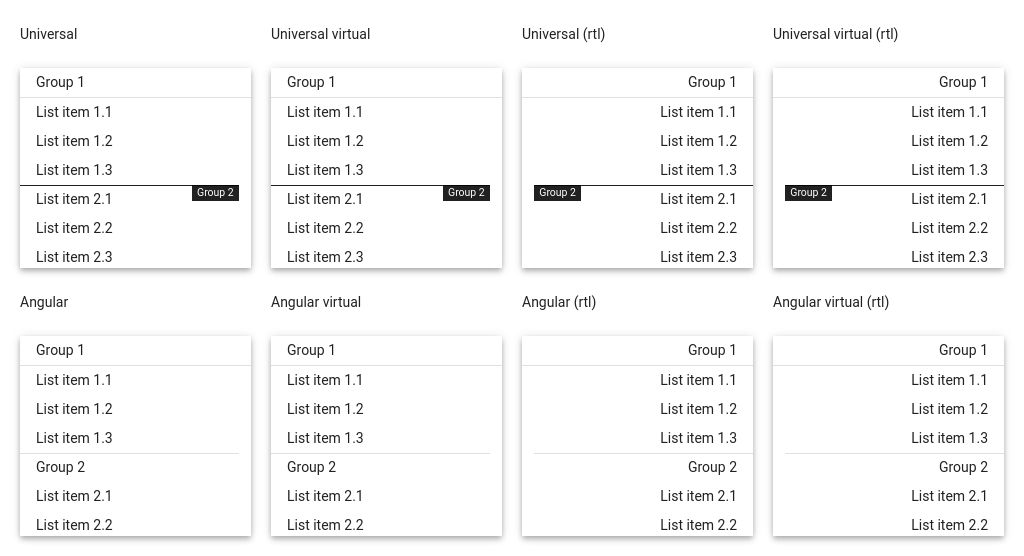 Universal
Group 1
List item 1.1
List item 1.2
List item 1.3
Group 2
List item 2.1
List item 2.2
List item 2.3
Universal virtual
Group 1
List item 1.1
List item 1.2
List item 1.3
Group 2
List item 2.1
List item 2.2
List item 2.3
Universal (rtl)
Group 1
List item 1.1
List item 1.2
List item 1.3
Group 2
List item 2.1
List item 2.2
List item 2.3
Universal virtual (rtl)
Group 1
List item 1.1
List item 1.2
List item 1.3
Group 2
List item 2.1
List item 2.2
List item 2.3
Angular
Group 1
List item 1.1
List item 1.2
List item 1.3
Group 2
List item 2.1
List item 2.2
Angular virtual
Group 1
List item 1.1
List item 1.2
List item 1.3
Group 2
List item 2.1
List item 2.2
Angular (rtl)
Group 1
List item 1.1
List item 1.2
List item 1.3
Group 2
List item 2.1
List item 2.2
Angular virtual (rtl)
Group 1
List item 1.1
List item 1.2
List item 1.3
Group 2
List item 2.1
List item 2.2